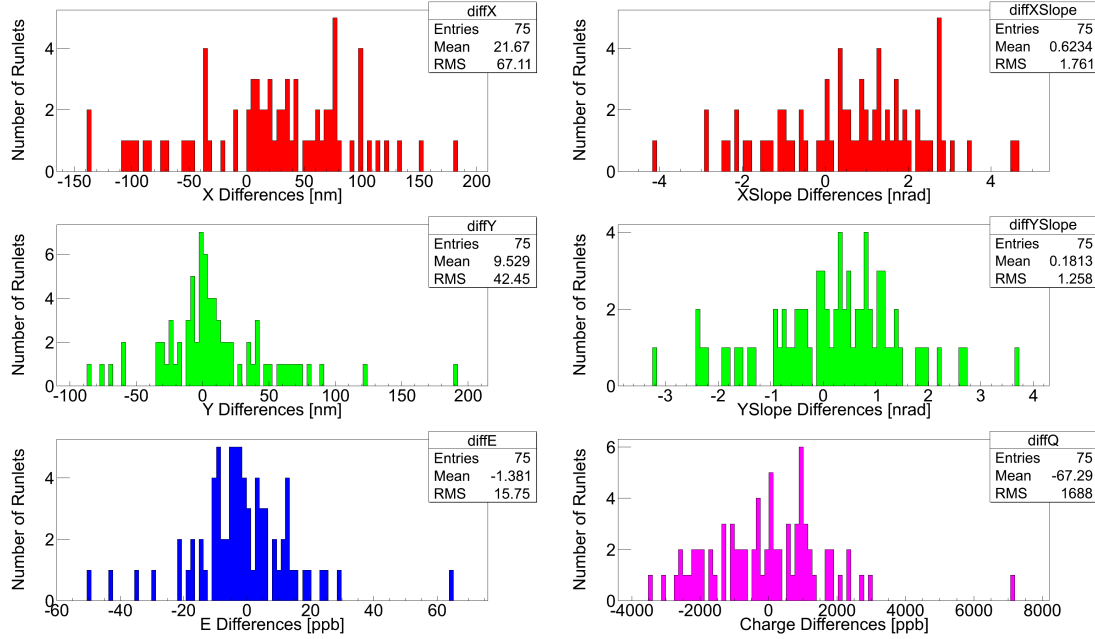 diffX
Entries 75
Mean 21.67
RMS 67.11
Number of Runlets
0 2 4
-150 -100 -50 0 50 100 150 200
X Differences [nm]
diffXSlope
Entries 75
Mean 0.6234
RMS 1.761
Number of Runlets
0 2 4
-4 -2 0 2 4
XSlope Differences [nrad]
diffY
Entries 75
Mean 9.529
RMS 42.45
Number of Runlets
0 2 4 6
-100 -50 0 50 100 150 200
Y Differences [nm]
diffYSlope
Entries 75
Mean 0.1813
RMS 1.258
Number of Runlets
0 2 4
-3 -2 -1 0 1 2 3 4
YSlope Differences [nrad]
diffE
Entries 75
Mean -1.381
RMS 15.75
Number of Runlets
0 2 4
-60 -40 -20 0 20 40 60
E Differences [ppb]
diffQ
Entries 75
Mean -67.29
RMS 1688
Number of Runlets
0 2 4 6
-4000 -2000 0 2000 4000 6000 8000
Charge Differences [ppb]